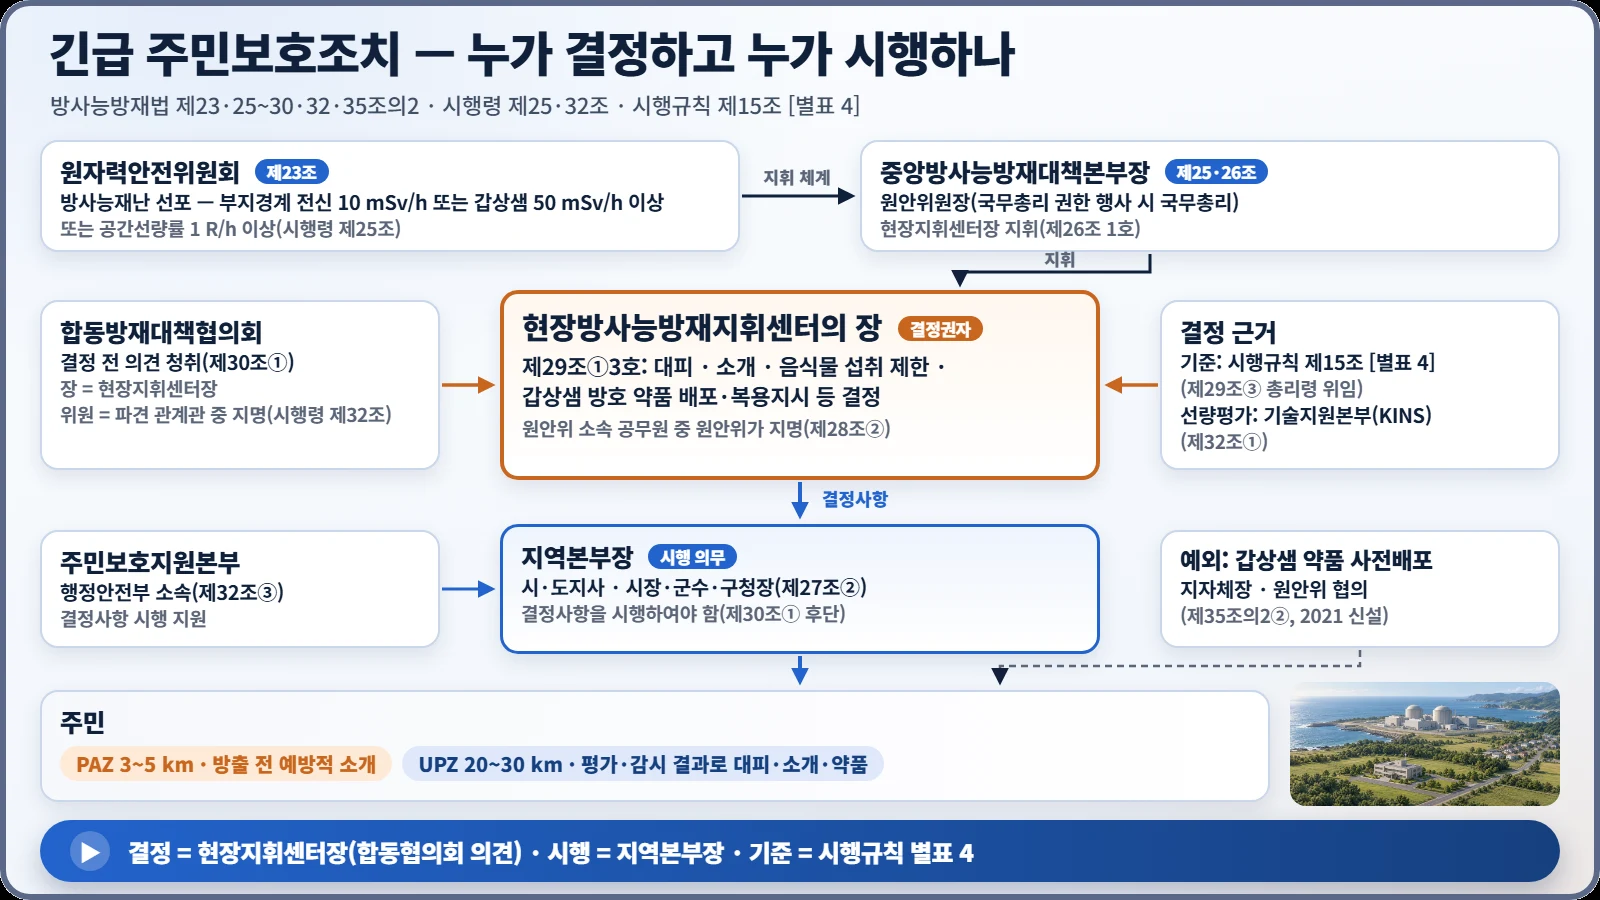 긴급 주민보호조치 — 누가 결정하고 누가 시행하나
방사능방재법 제23·25~30·32·35조의2 · 시행령 제25·32조 · 시행규칙 제15조 [별표 4]
원자력안전위원회 제23조
방사능재난 선포 — 부지경계 전신 10 mSv/h 또는 갑상샘 50 mSv/h 이상
또는 공간선량률 1 R/h 이상(시행령 제25조)
지휘 체계
중앙방사능방재대책본부장 제25·26조
원안위원장(국무총리 권한 행사 시 국무총리)
현장지휘센터장 지휘(제26조 1호)
지휘
합동방재대책협의회
결정 전 의견 청취(제30조①)
장 = 현장지휘센터장
위원 = 파견 관계관 중 지명(시행령 제32조)
현장방사능방재지휘센터의 장 결정권자
제29조①3호: 대피 · 소개 · 음식물 섭취 제한 ·
갑상샘 방호 약품 배포·복용지시 등 결정
원안위 소속 공무원 중 원안위가 지명(제28조②)
결정 근거
기준: 시행규칙 제15조 [별표 4]
(제29조③ 총리령 위임)
선량평가: 기술지원본부(KINS)
(제32조①)
결정사항
주민보호지원본부
행정안전부 소속(제32조③)
결정사항 시행 지원
지역본부장 시행 의무
시·도지사 · 시장·군수·구청장(제27조②)
결정사항을 시행하여야 함(제30조① 후단)
예외: 갑상샘 약품 사전배포
지자체장 · 원안위 협의
(제35조의2②, 2021 신설)
주민
PAZ 3~5 km · 방출 전 예방적 소개
UPZ 20~30 km · 평가·감시 결과로 대피·소개·약품
결정 = 현장지휘센터장(합동협의회 의견) · 시행 = 지역본부장 · 기준 = 시행규칙 별표 4